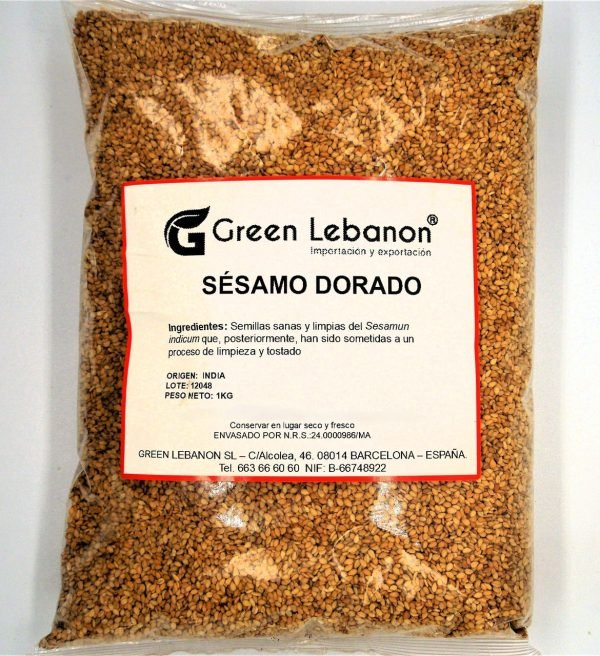 Green Lebanon®
Importación y exportación
SÉSAMO DORADO
Ingredientes: Semillas sanas y limpias del Sesamun
indicum que, posteriormente, han sido sometidas a un
proceso de limpieza y tostado
ORIGEN: INDIA
LOTE: 12048
PESO NETO: 1KG
Conservar en lugar seco y fresco
ENVASADO POR N.R.S.:24.0000986/MA
GREEN LEBANON SL – C/Alcolea, 46. 08014 BARCELONA – ESPAÑA.
Tel. 663 66 60 60 NIF: B-66748922